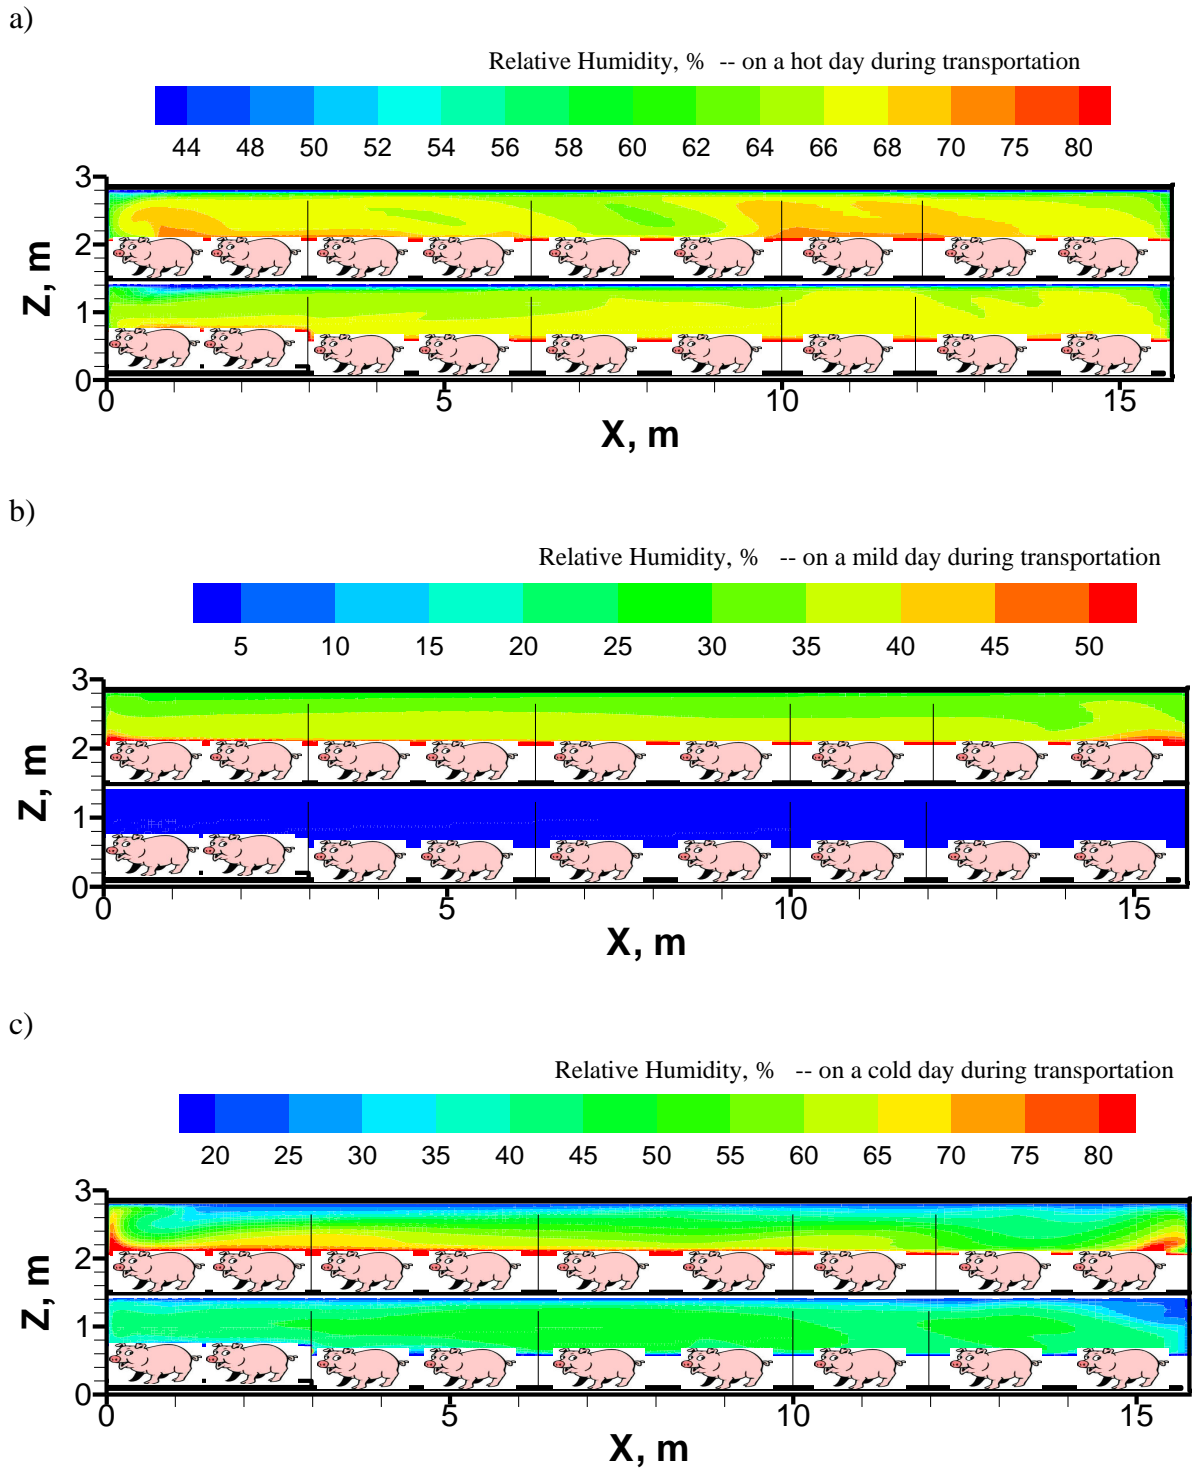 a)
Relative Humidity, % -- on a hot day during transportation
44 48 50 52 54 56 58 60 62 64 66 68 70 75 80
3
2
1
0
Z, m
0 5 10 15
X, m
b)
Relative Humidity, % -- on a mild day during transportation
5 10 15 20 25 30 35 40 45 50
3
2
1
0
Z, m
0 5 10 15
X, m
c)
Relative Humidity, % -- on a cold day during transportation
20 25 30 35 40 45 50 55 60 65 70 75 80
3
2
1
0
Z, m
0 5 10 15
X, m